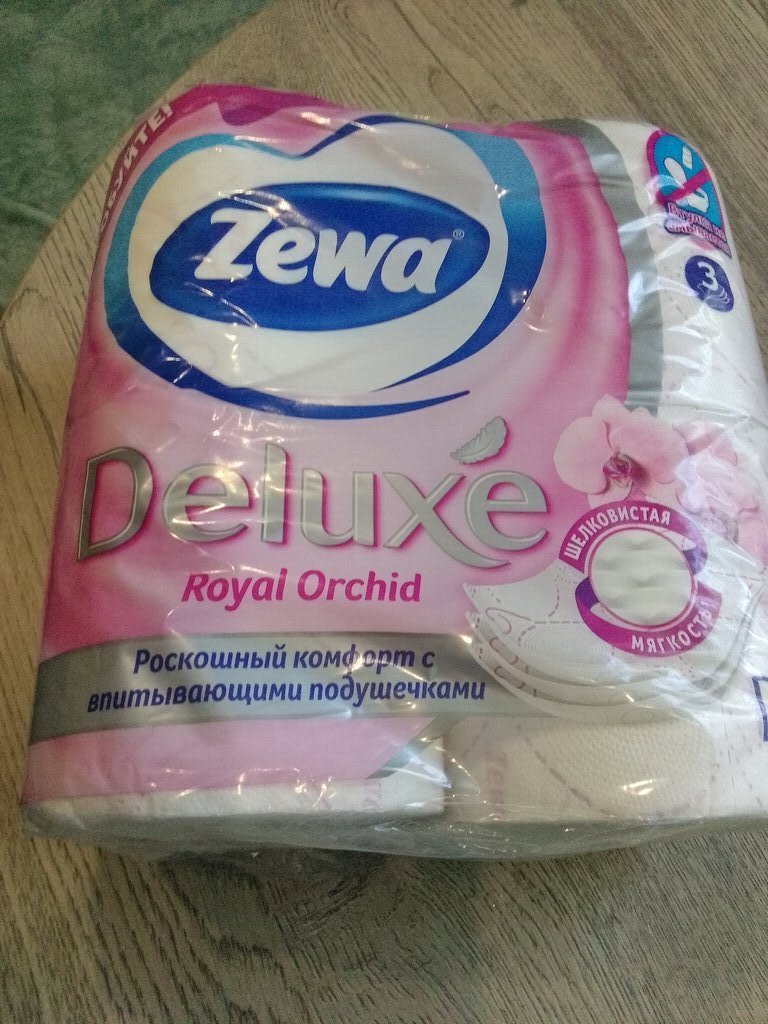 Zewa®
3
Deluxe
Royal Orchid
ШЕЛКОВИСТАЯ
МЯГКОСТЬ
Роскошный комфорт с
впитывающими подушечками